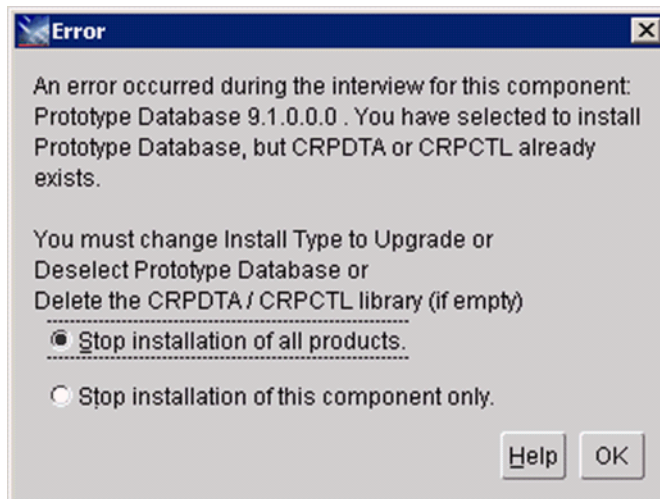 Error
An error occurred during the interview for this component:
Prototype Database 9.1.0.0.0 . You have selected to install
Prototype Database, but CRPDTA or CRPCTL already
exists.
You must change Install Type to Upgrade or
Deselect Prototype Database or
Delete the CRPDTA / CRPCTL library (if empty)
Stop installation of all products.
Stop installation of this component only.
Help OK